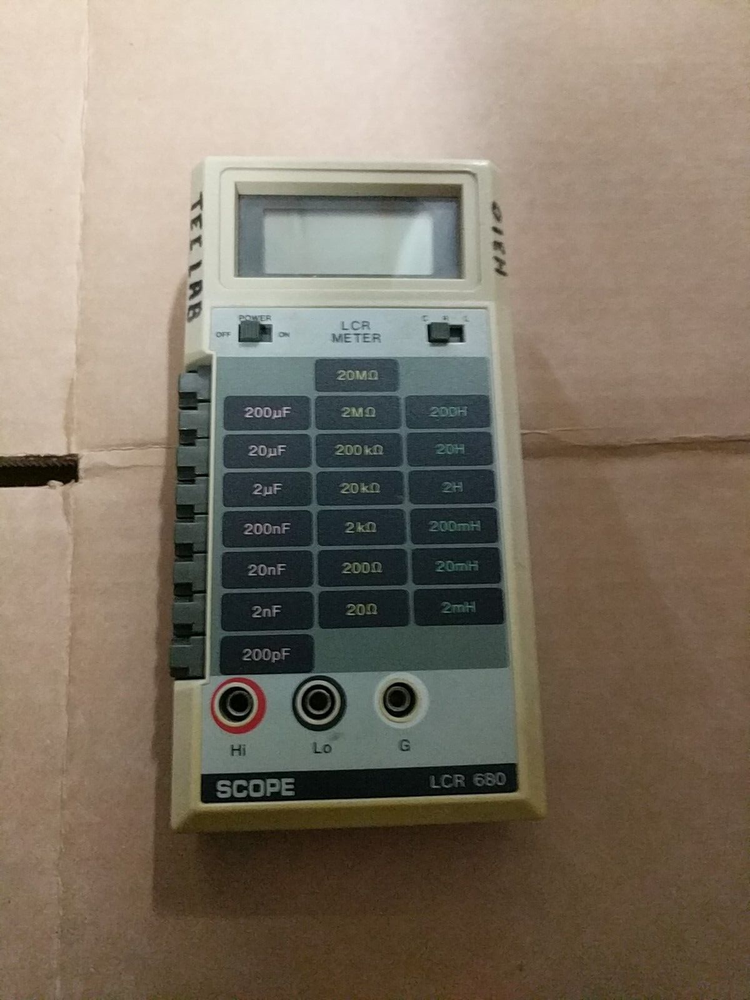 TEC LAB
H310
POWER
OFF ON
LCR
METER
C R L
20MΩ
200µF 2MΩ 200H
20µF 200kΩ 20H
2µF 20kΩ 2H
200nF 2kΩ 200mH
20nF 200Ω 20mH
2nF 20Ω 2mH
200pF
Hi Lo G
SCOPE LCR 680